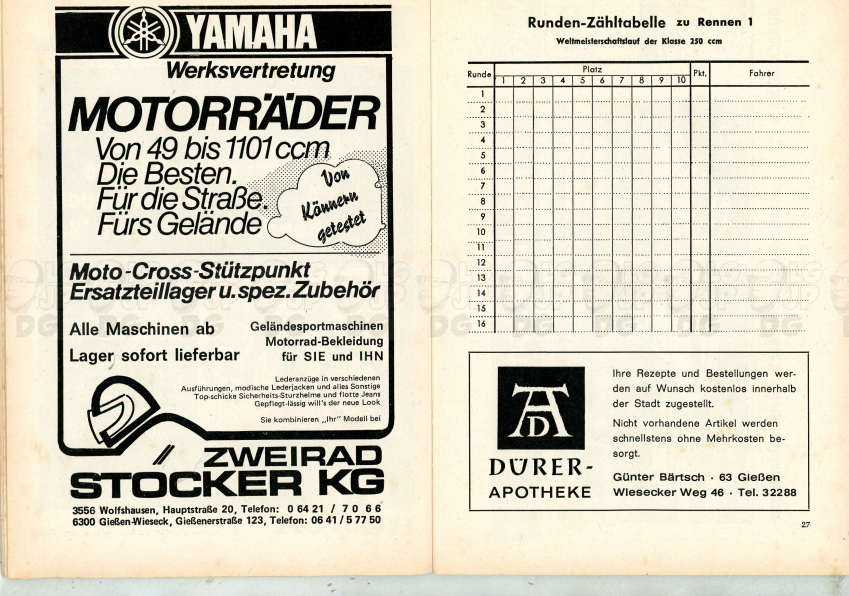 YAMAHA
Werksvertretung
MOTORRÄDER
Von 49 bis 1101 ccm
Die Besten.
Für die Straße.
Fürs Gelände
Von
Könnern
getestet
Moto-Cross-Stützpunkt
Ersatzteillager u. spez. Zubehör
Alle Maschinen ab
Lager sofort lieferbar
Geländesportmaschinen
Motorrad-Bekleidung
für SIE und IHN
Lederanzüge in verschiedenen
Ausführungen, modische Lederjacken und alles Sonstige
Top-schicke Sicherheits-Sturzhelme und flotte Jeans
Gepflegt-lässig will's der neue Look
Sie kombinieren „Ihr" Modell bei
ZWEIRAD
STOCKER KG
3556 Wolfshausen, Hauptstraße 20, Telefon: 0 64 21 / 7 0 6 6
6300 Gießen-Wieseck, Gießenerstraße 123, Telefon: 06 41 / 5 77 50
Runden-Zähltabelle zu Rennen 1
Weltmeisterschaftslauf der Klasse 250 ccm
Runde Platz Pkt. Fahrer
1 2 3 4 5 6 7 8 9 10
1
2
3
4
5
6
7
8
9
10
11
12
13
14
15
16
AD
DÜRER-
APOTHEKE
Ihre Rezepte und Bestellungen wer-
den auf Wunsch kostenlos innerhalb
der Stadt zugestellt.
Nicht vorhandene Artikel werden
schnellstens ohne Mehrkosten be-
sorgt.
Günter Bärtsch · 63 Gießen
Wiesecker Weg 46 · Tel. 32288
27